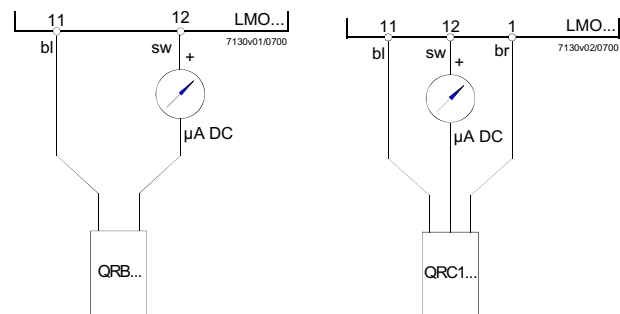 11 12 LMO...
bl sw 7130v01/0700
+
µA DC
QRB...
11 12 1 LMO...
bl sw br 7130v02/0700
+
µA DC
QRC1...